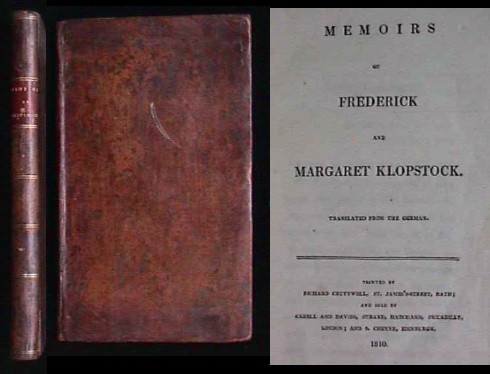 MEMOIRS
OF
FREDERICK
AND
MARGARET KLOPSTOCK.
TRANSLATED FROM THE GERMAN.
PRINTED BY
RICHARD CRUTTWELL, ST. JAMES'S-STREET, BATH;
AND SOLD BY
CADELL AND DAVIES, STRAND, HATCHARD, PICCADILLY,
LONDON; AND S. CHEYNE, EDINBURGH.
1810.